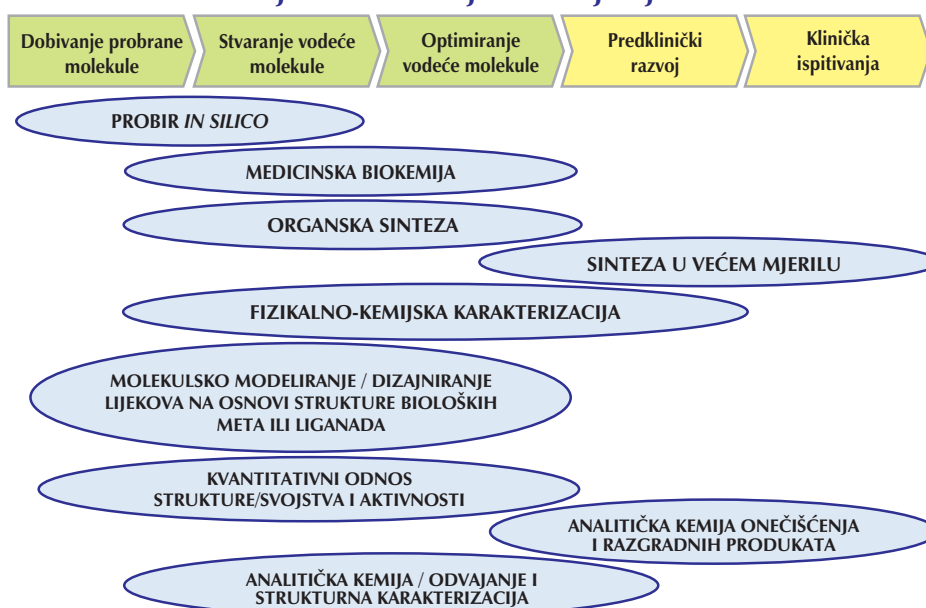 Dobivanje probrane
molekule
Stvaranje vodeće
molekule
Optimiranje
vodeće molekule
Predklinički
razvoj
Klinička
ispitivanja
PROBIR IN SILICO
MEDICINSKA BIOKEMIJA
ORGANSKA SINTEZA
SINTEZA U VEĆEM MJERILU
FIZIKALNO-KEMIJSKA KARAKTERIZACIJA
MOLEKULSKO MODELIRANJE / DIZAJNIRANJE
LIJEKOVA NA OSNOVI STRUKTURE BIOLOŠKIH
META ILI LIGANADA
KVANTITATIVNI ODNOS
STRUKTURE/SVOJSTVA I AKTIVNOSTI
ANALITIČKA KEMIJA ONEČIŠĆENJA
I RAZGRADNIH PRODUKATA
ANALITIČKA KEMIJA / ODVAJANJE I
STRUKTURNA KARAKTERIZACIJA